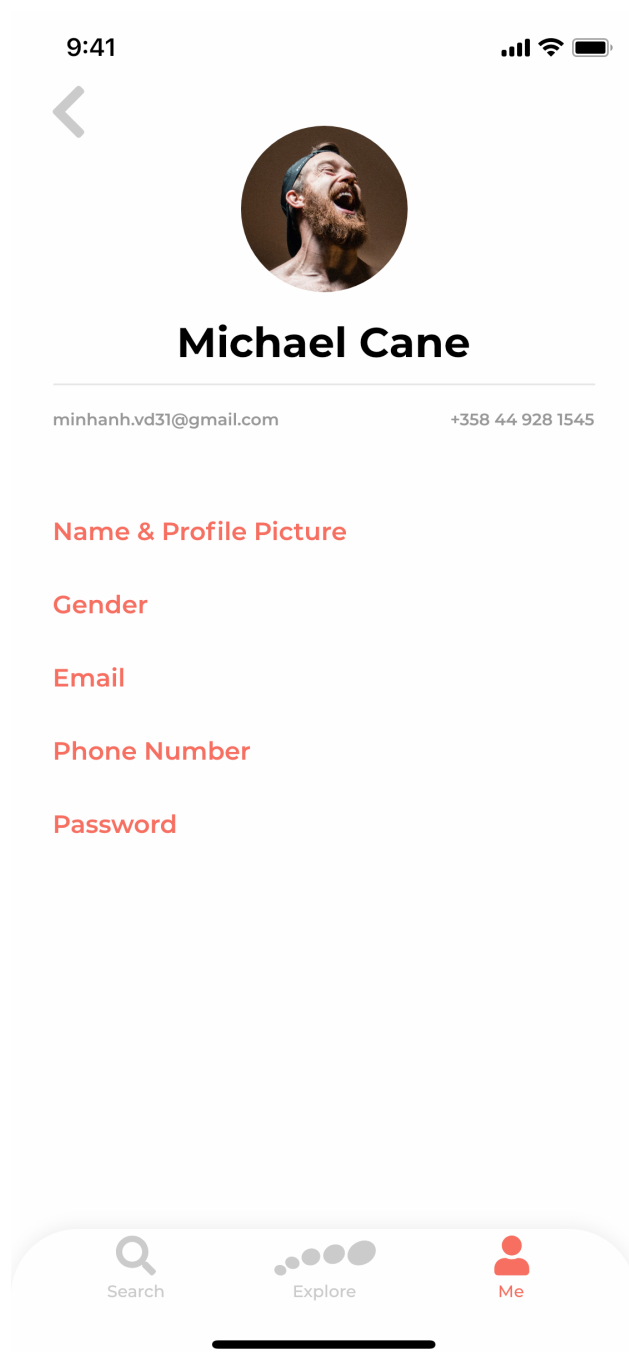 9:41
Michael Cane
minhanh.vd31@gmail.com +358 44 928 1545
Name & Profile Picture
Gender
Email
Phone Number
Password
Search Explore Me